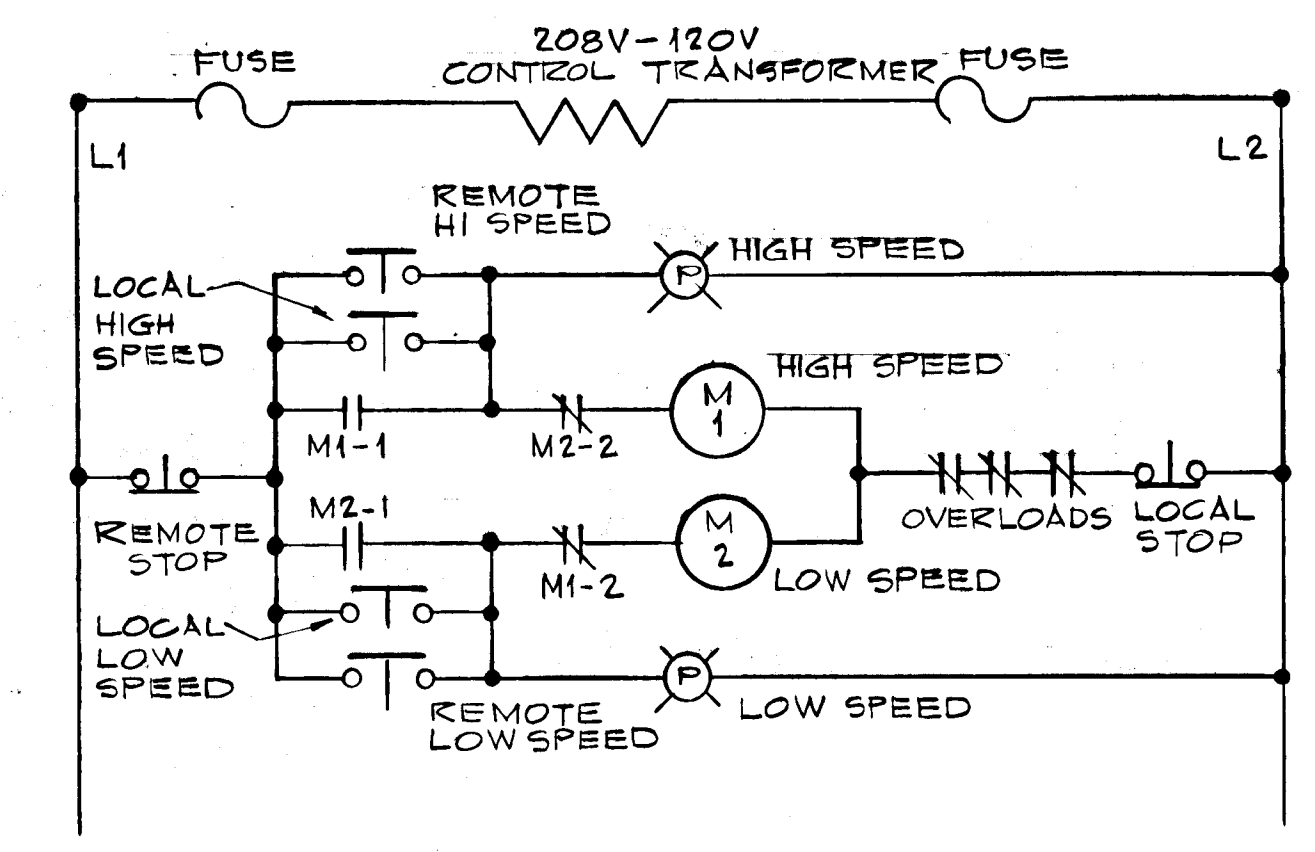 208V-120V
FUSE
CONTROL TRANSFORMER
FUSE
L1
L2
REMOTE
HI SPEED
HIGH SPEED
P
LOCAL
HIGH
SPEED
HIGH SPEED
M
1
M1-1
M2-2
M2-1
REMOTE
STOP
OVERLOADS
LOCAL
STOP
M
2
M1-2
LOW SPEED
LOCAL
LOW
SPEED
P
LOW SPEED
REMOTE
LOW SPEED